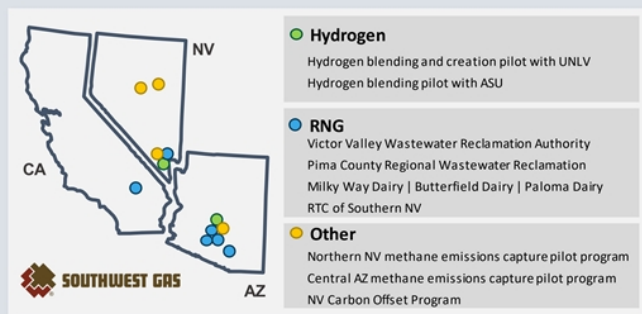 NV
CA
AZ
SOUTHWEST GAS
Hydrogen
Hydrogen blending and creation pilot with UNLV
Hydrogen blending pilot with ASU
RNG
Victor Valley Wastewater Reclamation Authority
Pima County Regional Wastewater Reclamation
Milky Way Dairy | Butterfield Dairy | Paloma Dairy
RTC of Southern NV
Other
Northern NV methane emissions capture pilot program
Central AZ methane emissions capture pilot program
NV Carbon Offset Program